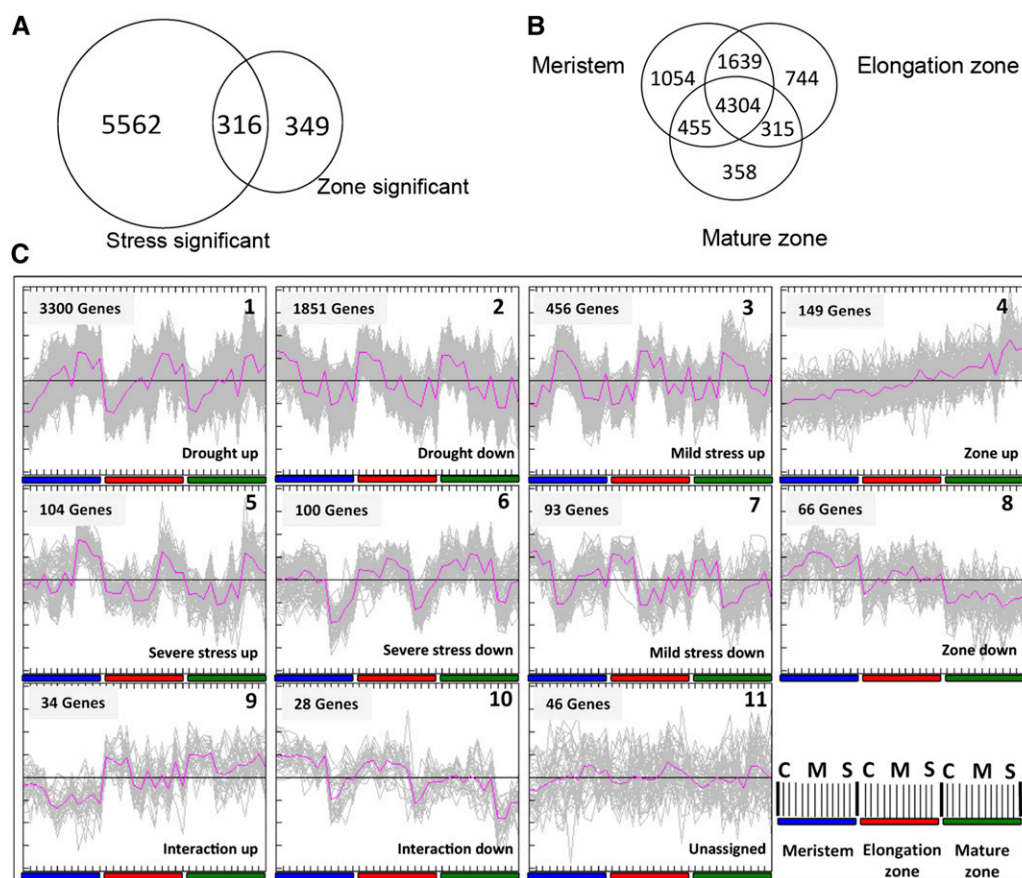 A
5562
316
349
Zone significant
Stress significant
B
Meristem
Elongation zone
1054
1639
744
4304
455
315
358
Mature zone
C
3300 Genes 1
Drought up
1851 Genes 2
Drought down
456 Genes 3
Mild stress up
149 Genes 4
Zone up
104 Genes 5
Severe stress up
100 Genes 6
Severe stress down
93 Genes 7
Mild stress down
66 Genes 8
Zone down
34 Genes 9
Interaction up
28 Genes 10
Interaction down
46 Genes 11
Unassigned
C M S C M S C M S
Meristem
Elongation
zone
Mature
zone